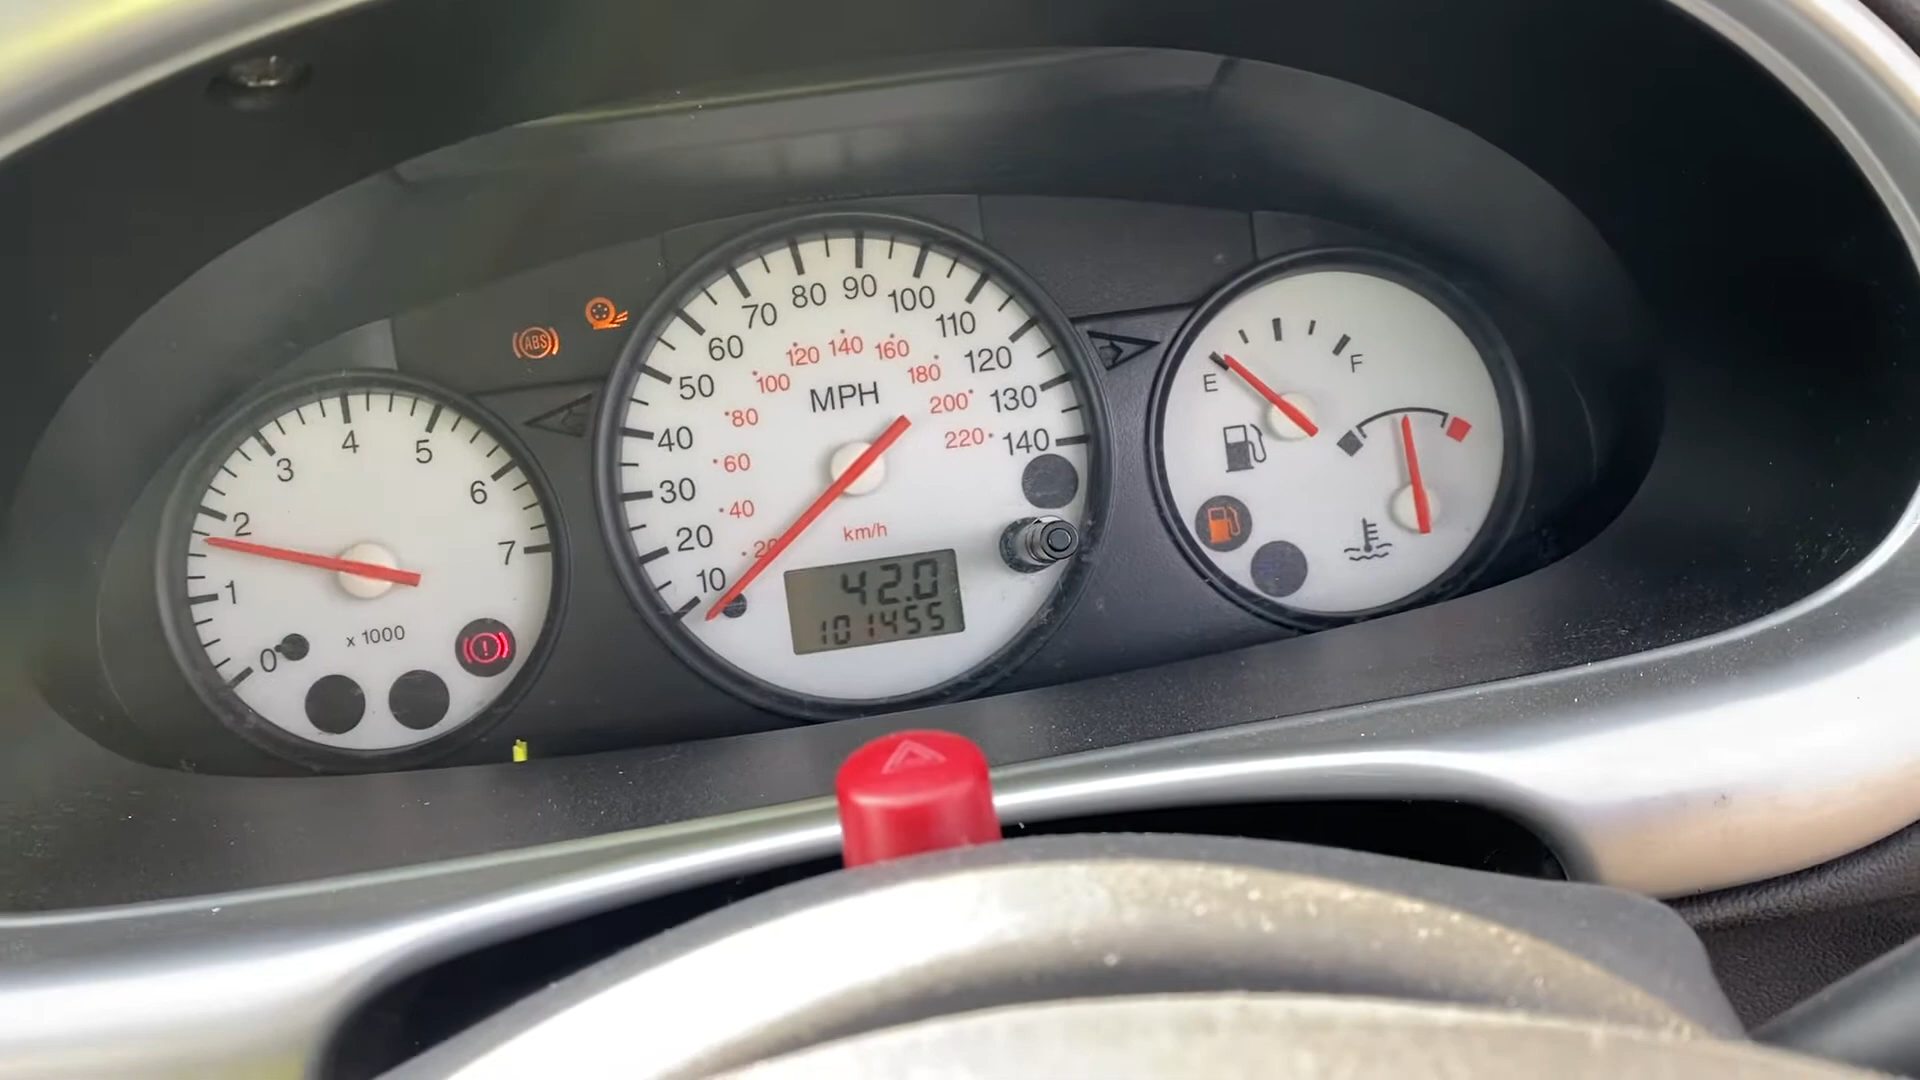 ABS
0 1 2 3 4 5 6 7
x 1000
!
10 20 30 40 50 60 70 80 90 100 110 120 130 140
MPH
20 40 60 80 100 120 140 160 180 200 220
km/h
42.0
101455
E F